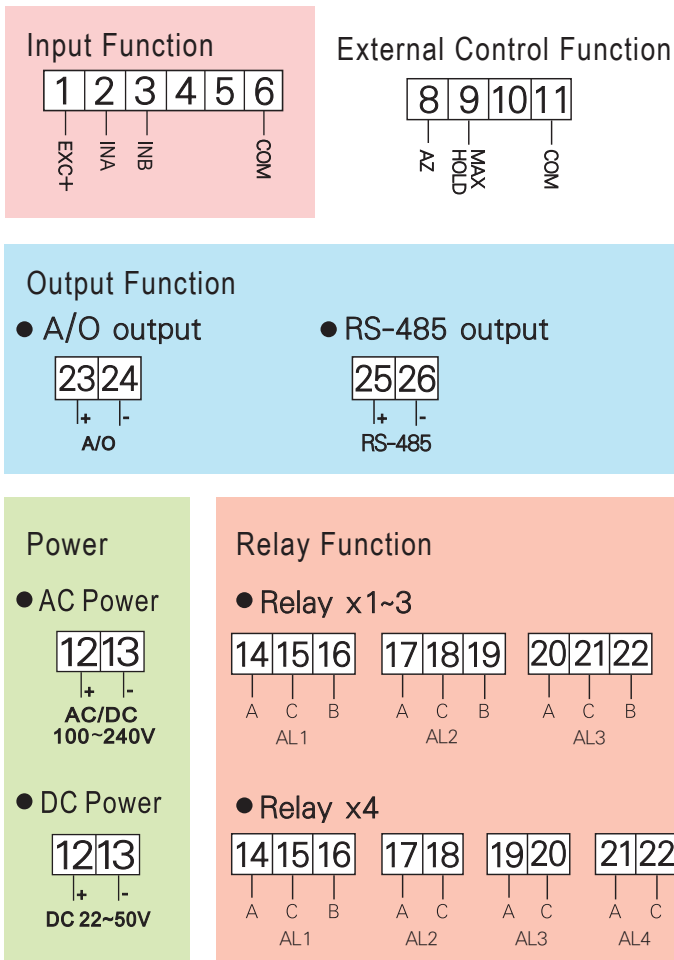 Input Function
1 2 3 4 5 6
EXC+ INA INB COM
External Control Function
8 9 10 11
AZ MAX HOLD COM
Output Function
● A/O output
23 24
+ -
A/O
● RS-485 output
25 26
+ -
RS-485
Power
● AC Power
12 13
+ -
AC/DC
100~240V
● DC Power
12 13
+ -
DC 22~50V
Relay Function
● Relay x1~3
14 15 16 17 18 19 20 21 22
A C B A C B A C B
AL1 AL2 AL3
● Relay x4
14 15 16 17 18 19 20 21 22
A C B A C A C A C
AL1 AL2 AL3 AL4